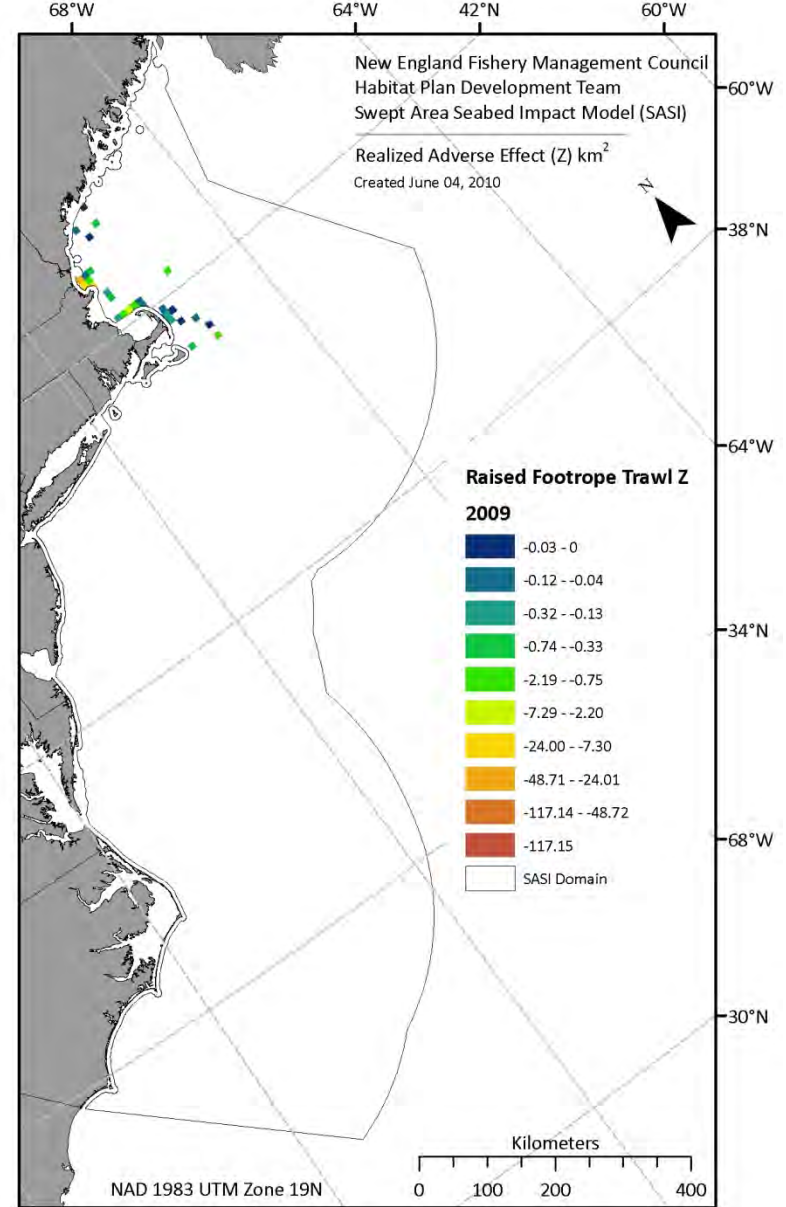 68°W 64°W 42°N 60°W
New England Fishery Management Council
Habitat Plan Development Team
Swept Area Seabed Impact Model (SASI)
Realized Adverse Effect (Z) km²
Created June 04, 2010
N
60°W
38°N
64°W
34°N
68°W
30°N
Raised Footrope Trawl Z
2009
-0.03 - 0
-0.12 - -0.04
-0.32 - -0.13
-0.74 - -0.33
-2.19 - -0.75
-7.29 - -2.20
-24.00 - -7.30
-48.71 - -24.01
-117.14 - -48.72
-117.15
SASI Domain
Kilometers
0 100 200 400
NAD 1983 UTM Zone 19N